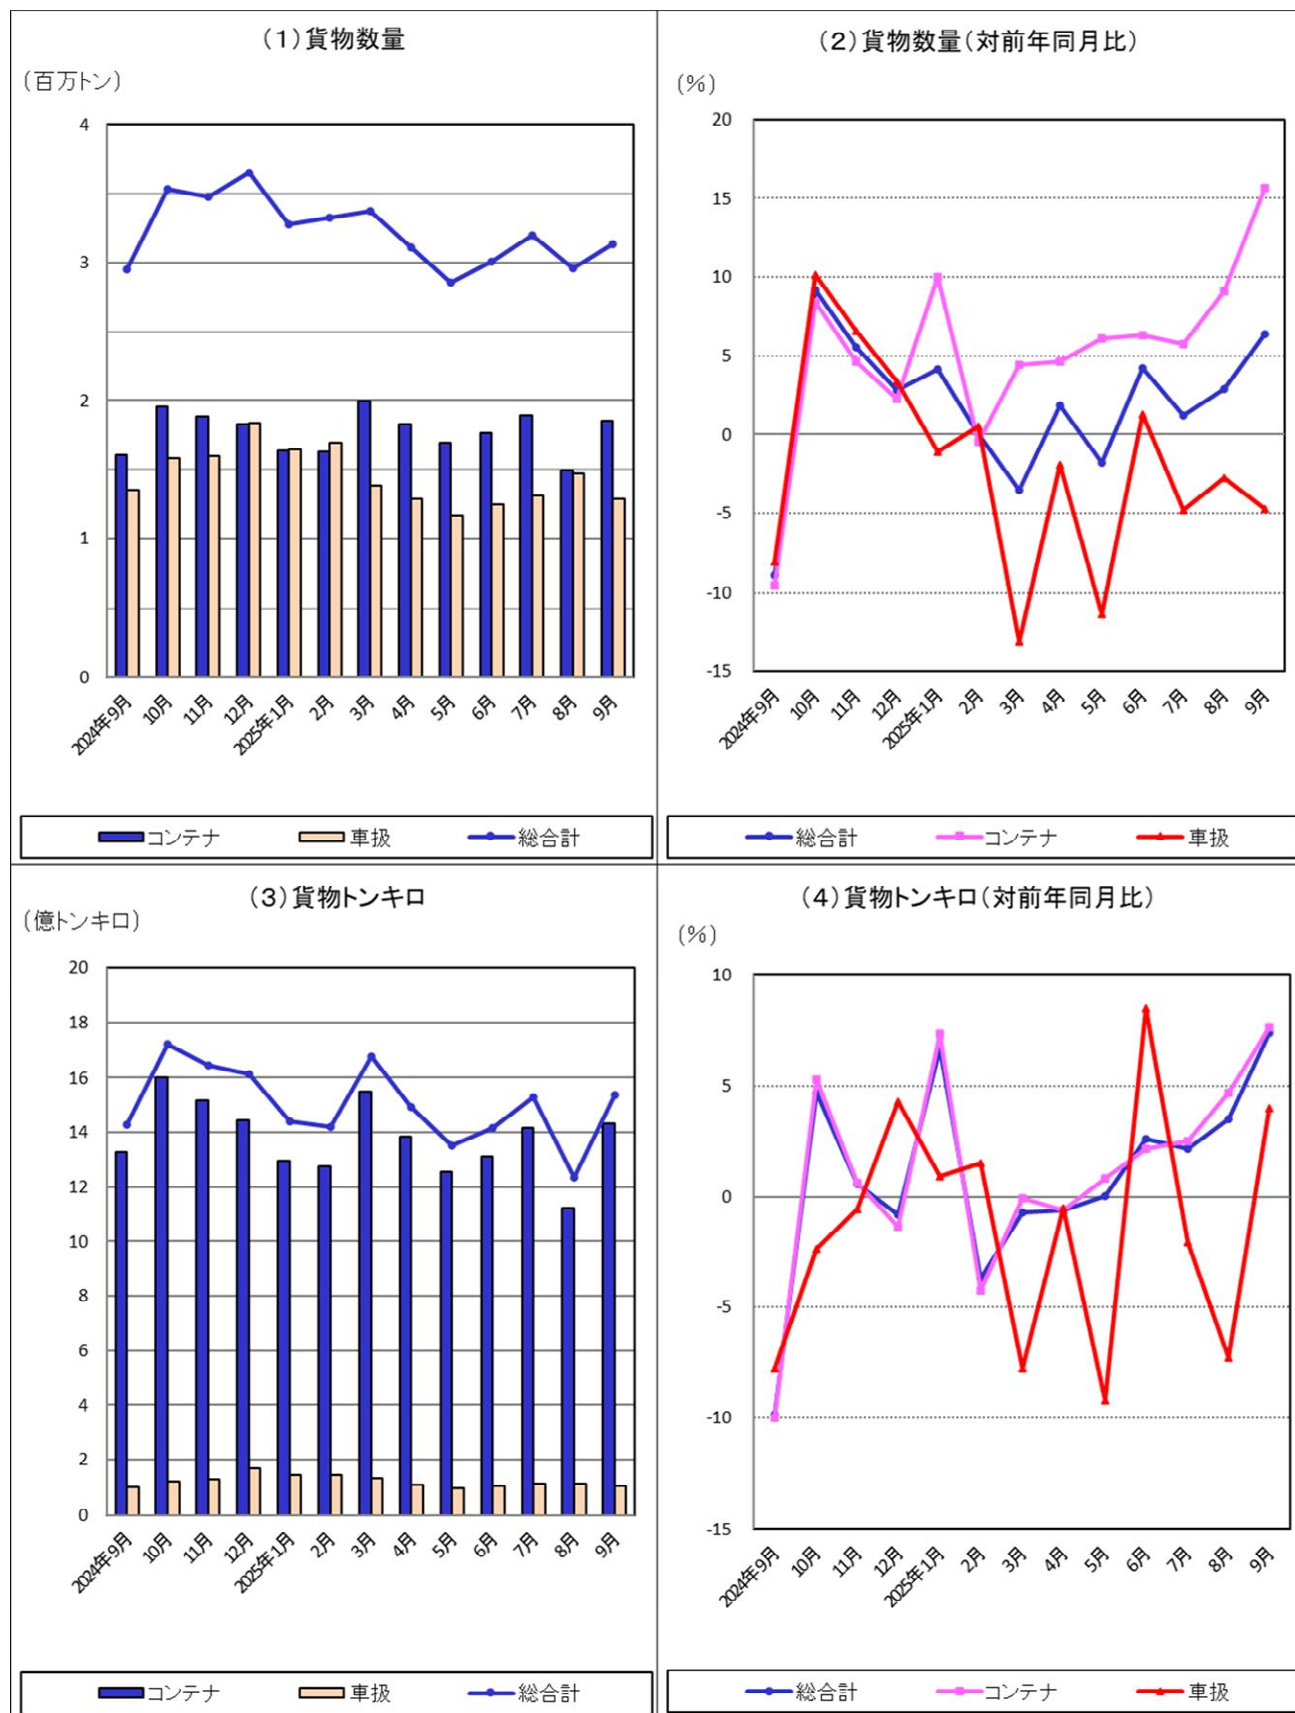 （１）貨物数量
（百万トン）
4
3
2
1
0
2024年9月
10月
11月
12月
2025年1月
2月
3月
4月
5月
6月
7月
8月
9月
コンテナ 車扱 総合計
（２）貨物数量（対前年同月比）
（％）
20
15
10
5
0
-5
-10
-15
2024年9月
10月
11月
12月
2025年1月
2月
3月
4月
5月
6月
7月
8月
9月
総合計 コンテナ 車扱
（３）貨物トンキロ
（億トンキロ）
20
18
16
14
12
10
8
6
4
2
0
2024年9月
10月
11月
12月
2025年1月
2月
3月
4月
5月
6月
7月
8月
9月
コンテナ 車扱 総合計
（４）貨物トンキロ（対前年同月比）
（％）
10
5
0
-5
-10
-15
2024年9月
10月
11月
12月
2025年1月
2月
3月
4月
5月
6月
7月
8月
9月
総合計 コンテナ 車扱